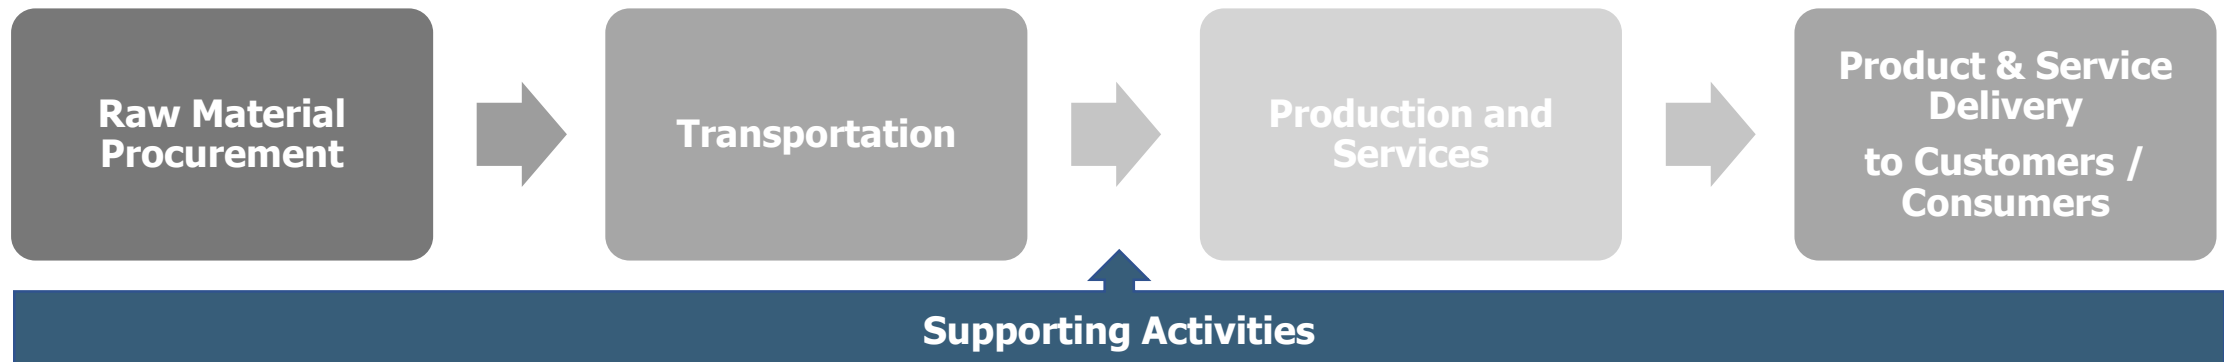 Raw Material
Procurement
Transportation
Production and
Services
Product & Service
Delivery
to Customers /
Consumers
Supporting Activities